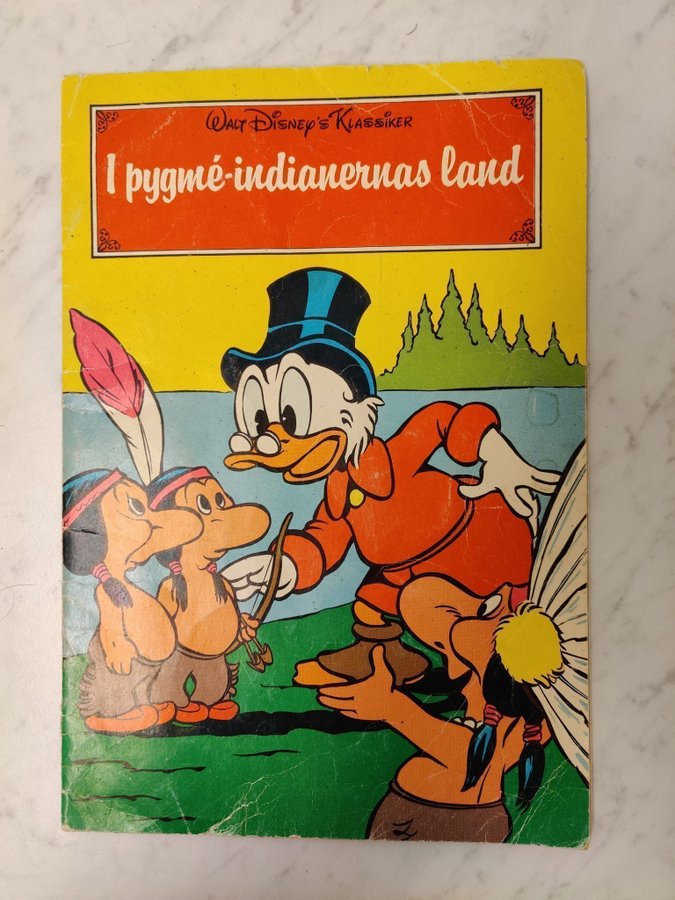 Walt Disney's Klassiker
I pygmé-indianernas land